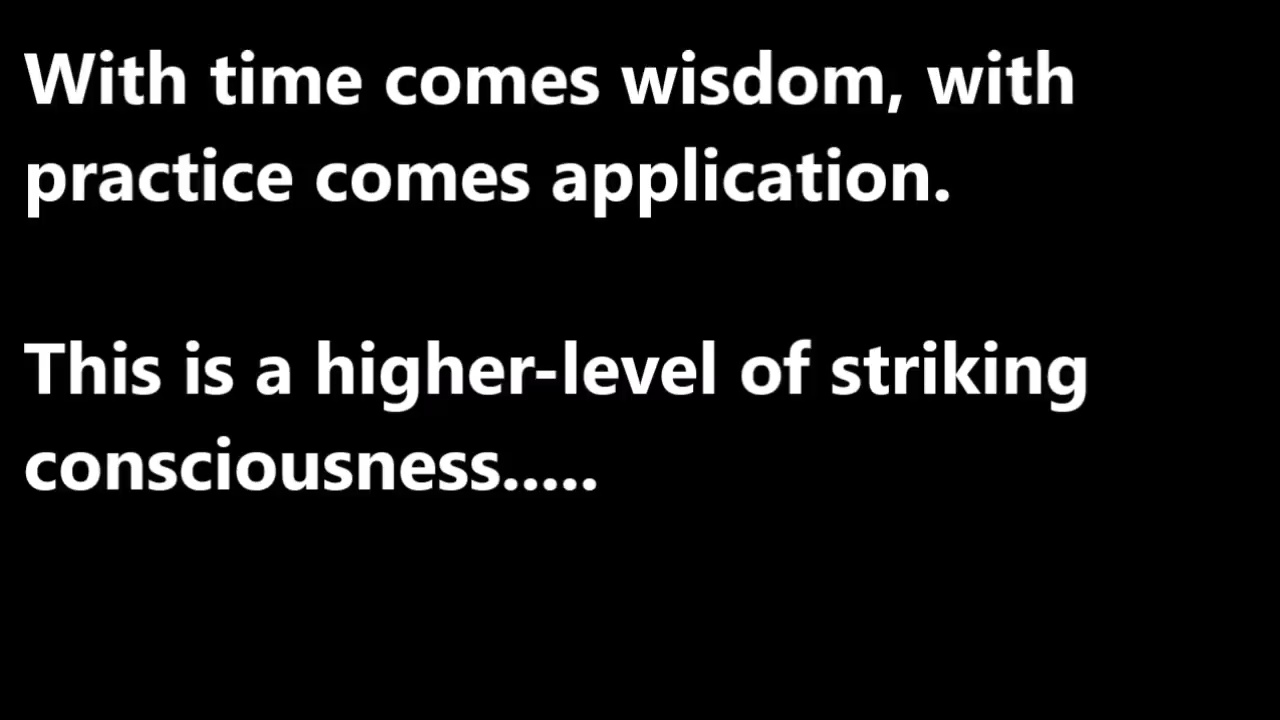 With time comes wisdom, with
practice comes application.
This is a higher-level of striking
consciousness.....